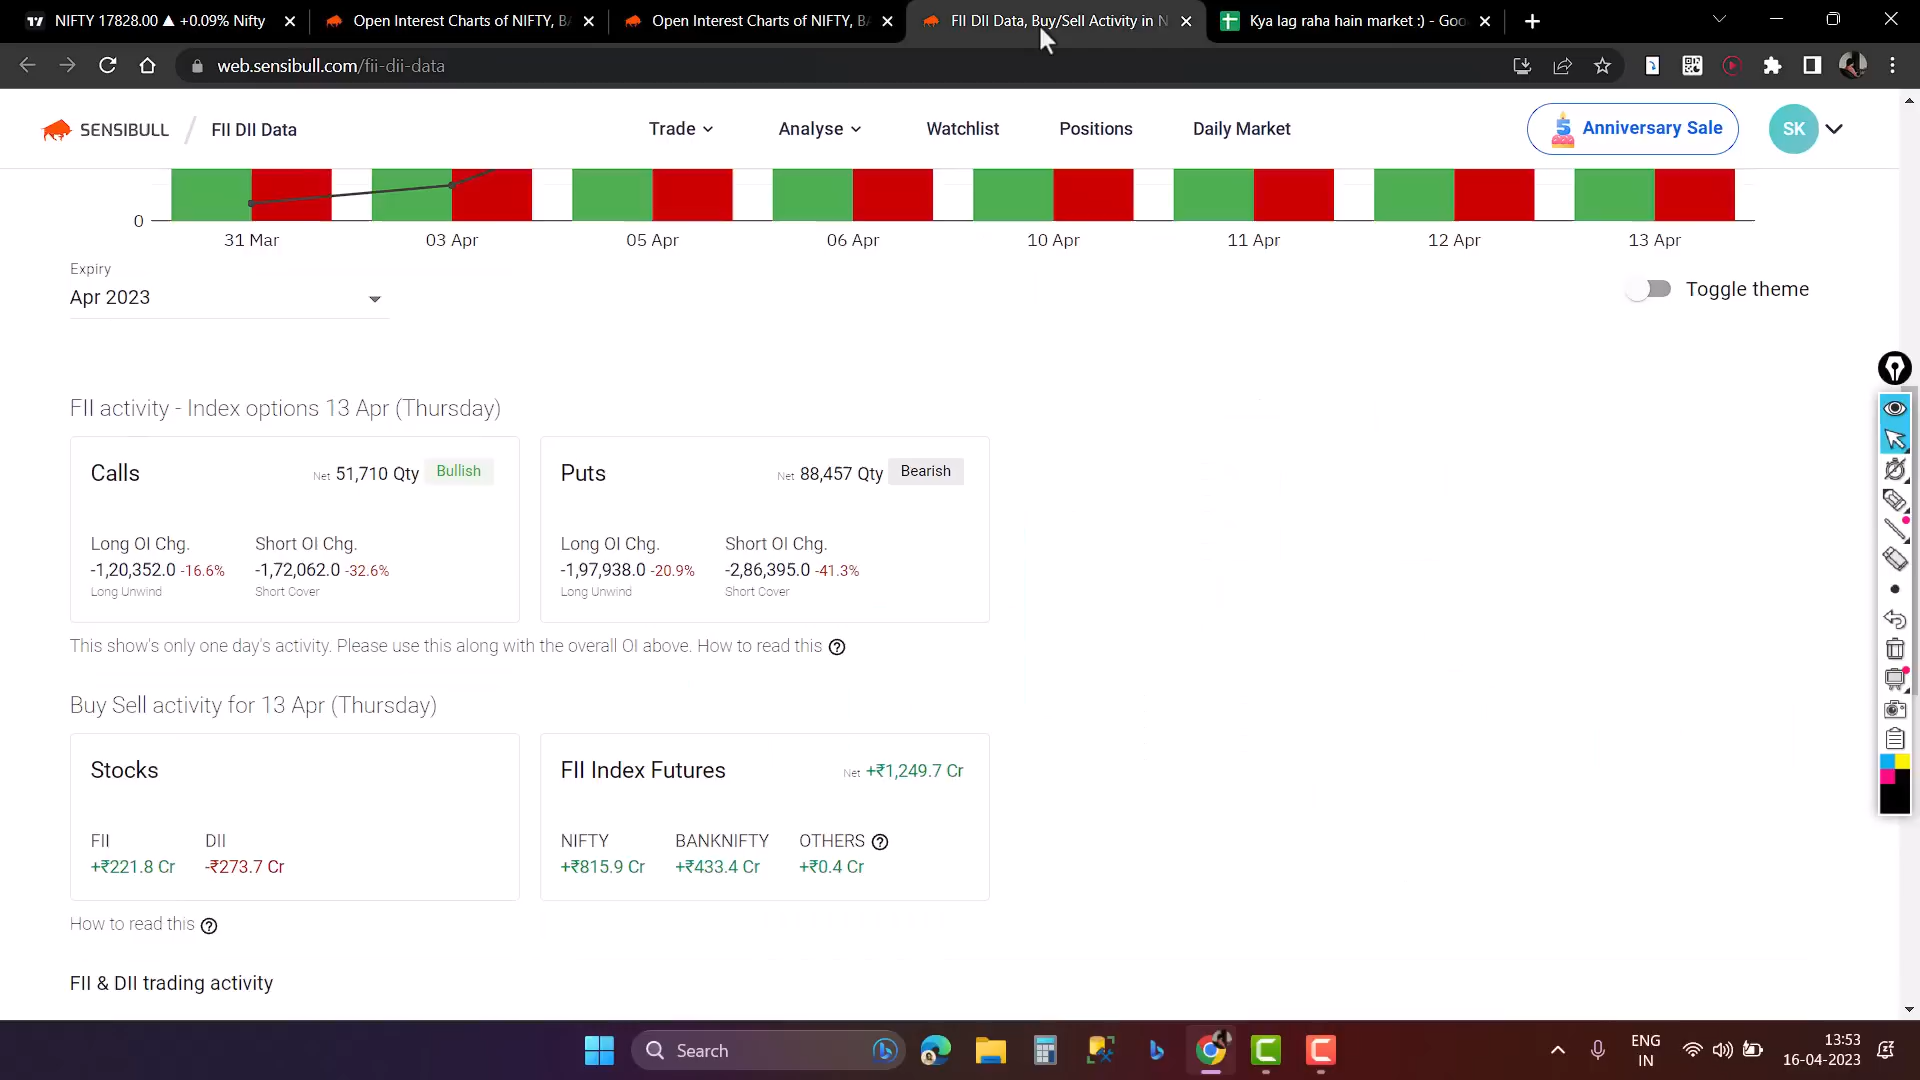 NIFTY 17828.00 ▲ +0.09% Nifty
Open Interest Charts of NIFTY, BA
Open Interest Charts of NIFTY, BA
FII DII Data, Buy/Sell Activity in N
Kya lag raha hain market :) - Goo
web.sensibull.com/fii-dii-data
SENSIBULL / FII DII Data
Trade
Analyse
Watchlist
Positions
Daily Market
Anniversary Sale
SK
0
31 Mar 03 Apr 05 Apr 06 Apr 10 Apr 11 Apr 12 Apr 13 Apr
Expiry
Apr 2023
Toggle theme
FII activity - Index options 13 Apr (Thursday)
Calls Net 51,710 Qty Bullish
Long OI Chg. Short OI Chg.
-1,20,352.0 -16.6% -1,72,062.0 -32.6%
Long Unwind Short Cover
Puts Net 88,457 Qty Bearish
Long OI Chg. Short OI Chg.
-1,97,938.0 -20.9% -2,86,395.0 -41.3%
Long Unwind Short Cover
This show's only one day's activity. Please use this along with the overall OI above. How to read this ?
Buy Sell activity for 13 Apr (Thursday)
Stocks
FII DII
+₹221.8 Cr -₹273.7 Cr
FII Index Futures Net +₹1,249.7 Cr
NIFTY BANKNIFTY OTHERS ?
+₹815.9 Cr +₹433.4 Cr +₹0.4 Cr
How to read this ?
FII & DII trading activity
Search
ENG
IN
13:53
16-04-2023